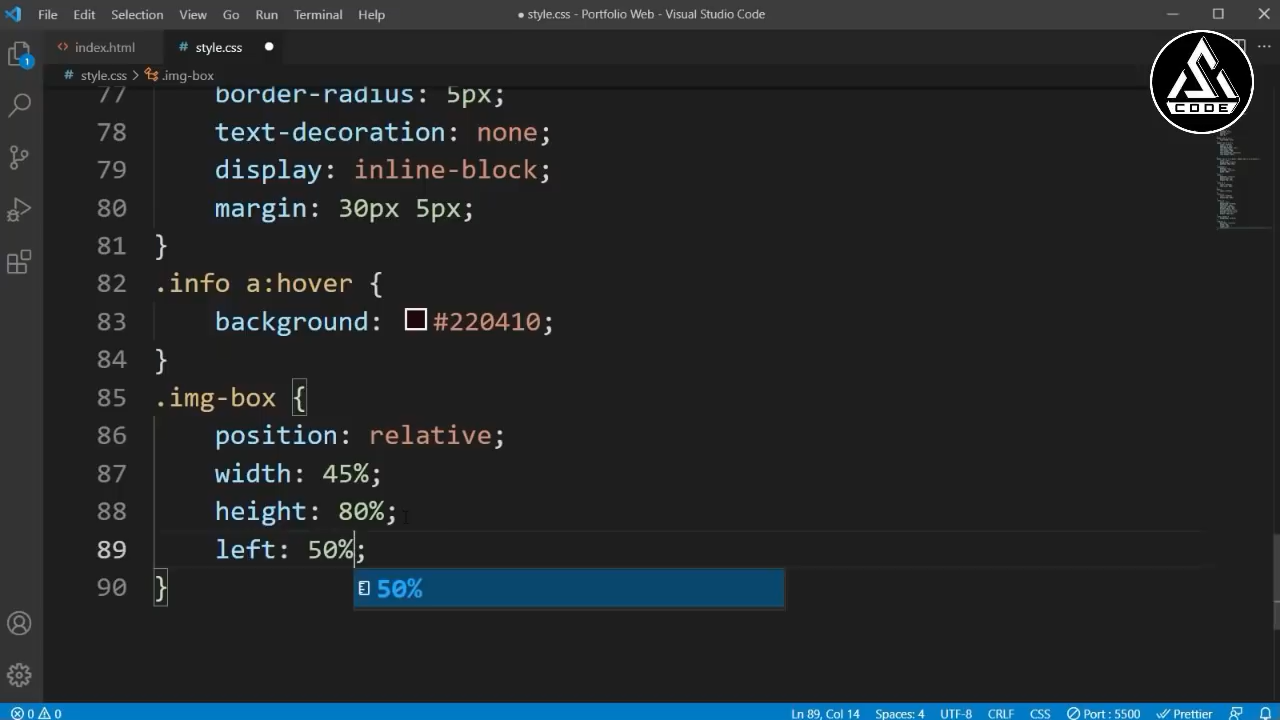 File Edit Selection View Go Run Terminal Help ● style.css - Portfolio Web - Visual Studio Code
<> index.html # style.css ●
# style.css > .img-box
CODE
1
77 border-radius: 5px;
78 text-decoration: none;
79 display: inline-block;
80 margin: 30px 5px;
81 }
82 .info a:hover {
83 background: #220410;
84 }
85 .img-box {
86 position: relative;
87 width: 45%;
88 height: 80%;
89 left: 50%;
90 }
50%
0 0 Ln 89, Col 14 Spaces: 4 UTF-8 CRLF CSS Port : 5500 Prettier